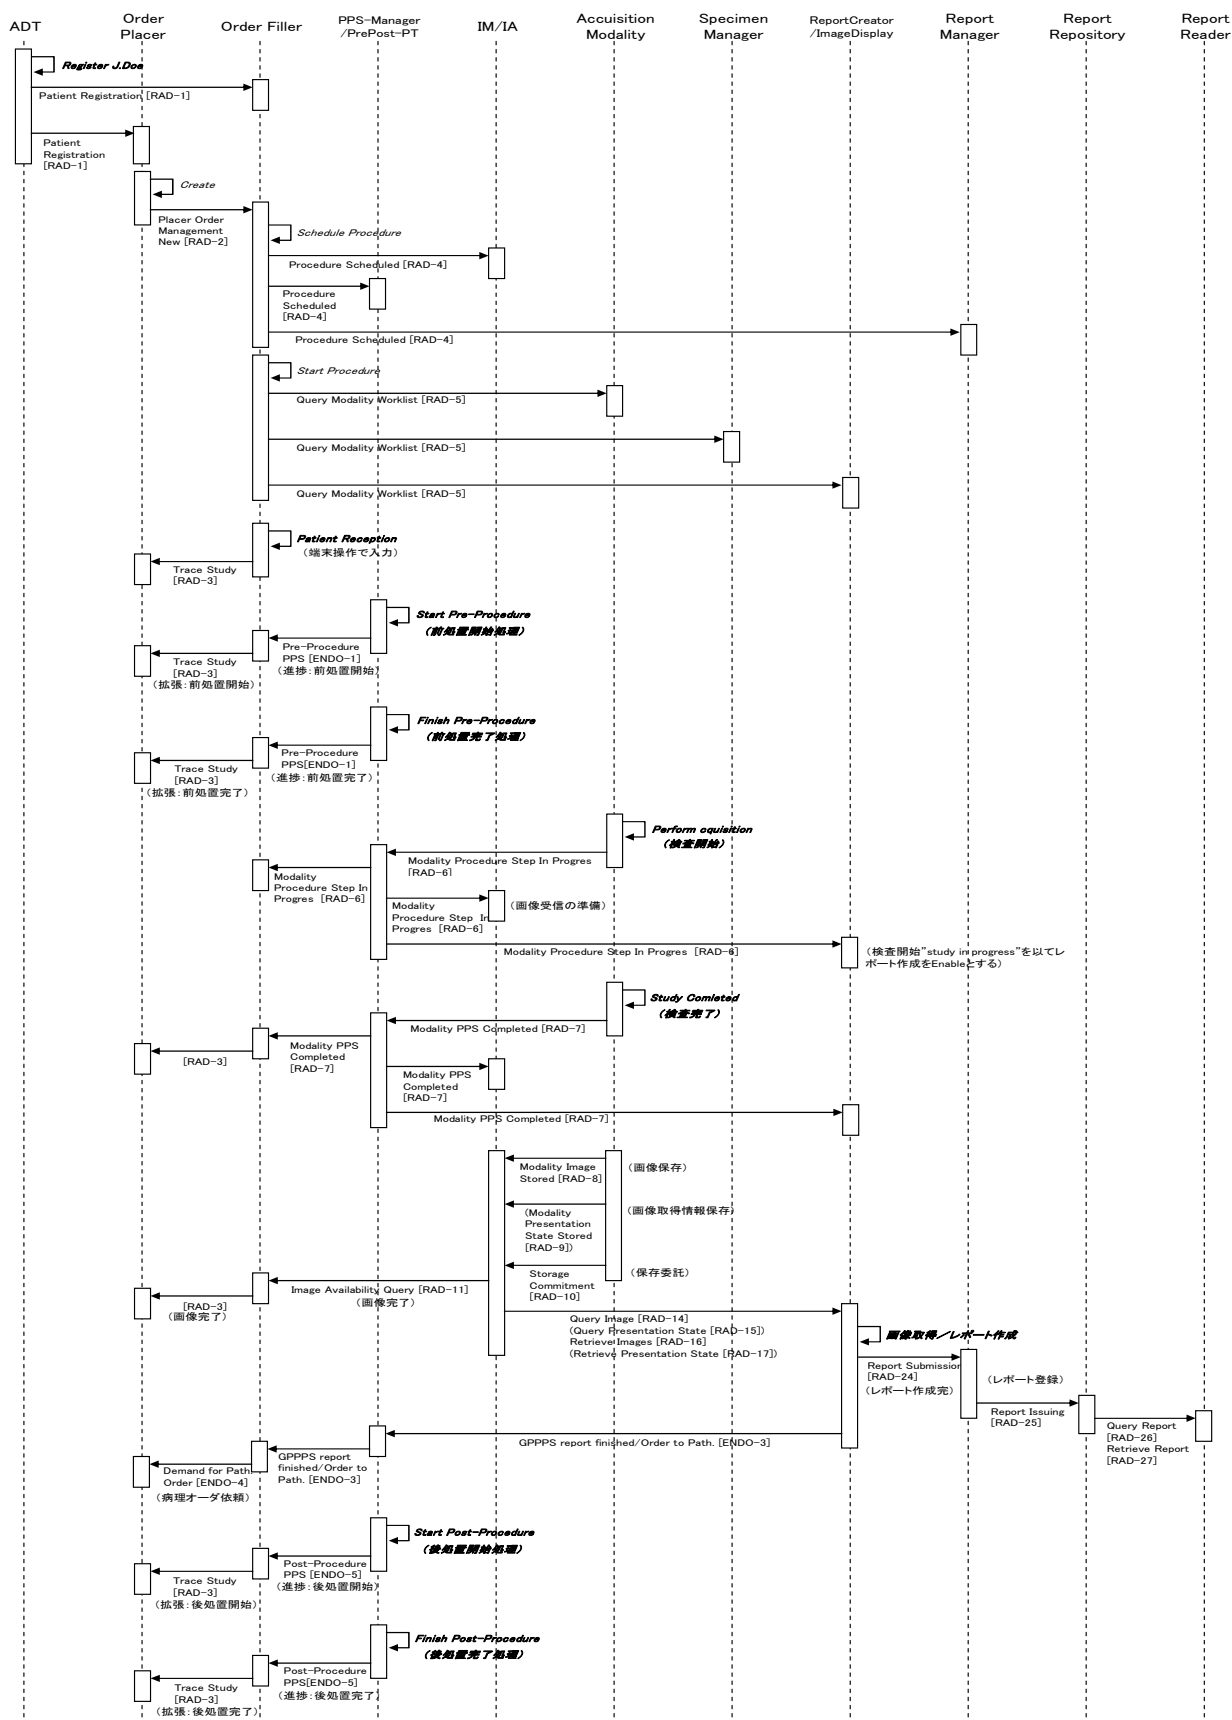 ADT
Order
Placer
Order Filler
PPS-Manager
/PrePost-PT
IM/IA
Accuisition
Modality
Specimen
Manager
ReportCreator
/ImageDisplay
Report
Manager
Report
Repository
Report
Reader
Register J.Doe
Patient Registration [RAD-1]
Patient
Registration
[RAD-1]
Create
Placer Order
Management
New [RAD-2]
Schedule Procedure
Procedure Scheduled [RAD-4]
Procedure
Scheduled
[RAD-4]
Procedure Scheduled [RAD-4]
Start Procedure
Query Modality Worklist [RAD-5]
Query Modality Worklist [RAD-5]
Query Modality Worklist [RAD-5]
Patient Reception
(端末操作で入力)
Trace Study
[RAD-3]
Start Pre-Procedure
(前処置開始処理)
Pre-Procedure
PPS [ENDO-1]
(進捗:前処置開始)
Trace Study
[RAD-3]
(拡張:前処置開始)
Finish Pre-Procedure
(前処置完了処理)
Pre-Procedure
PPS[ENDO-1]
(進捗:前処置完了)
Trace Study
[RAD-3]
(拡張:前処置完了)
Perform cquisition
(検査開始)
Modality Procedure Step In Progres
[RAD-6]
Modality
Procedure Step In
Progres [RAD-6]
Modality
Procedure Step In
Progres [RAD-6]
(画像受信の準備)
Modality Procedure Step In Progres [RAD-6]
(検査開始"study in progress"を以てレ
ポート作成をEnableとする)
Study Comleted
(検査完了)
Modality PPS Completed [RAD-7]
Modality PPS
Completed
[RAD-7]
[RAD-3]
Modality PPS
Completed
[RAD-7]
Modality PPS Completed [RAD-7]
Modality Image
Stored [RAD-8]
(画像保存)
(Modality
Presentation
State Stored
[RAD-9])
(画像取得情報保存)
Storage
Commitment
[RAD-10]
(保存委託)
Image Availability Query [RAD-11]
(画像完了)
[RAD-3]
(画像完了)
Query Image [RAD-14]
(Query Presentation State [RAD-15])
Retrieve Images [RAD-16]
(Retrieve Presentation State [RAD-17])
画像取得/レポート作成
Report Submission
[RAD-24]
(レポート作成完)
(レポート登録)
Report Issuing
[RAD-25]
Query Report
[RAD-26]
Retrieve Report
[RAD-27]
GPPPS report finished/Order to Path. [ENDO-3]
GPPPS report
finished/Order to
Path. [ENDO-3]
Demand for Path.
Order [ENDO-4]
(病理オーダ依頼)
Start Post-Procedure
(後処置開始処理)
Post-Procedure
PPS [ENDO-5]
(進捗:後処置開始)
Trace Study
[RAD-3]
(拡張:後処置開始)
Finish Post-Procedure
(後処置完了処理)
Post-Procedure
PPS[ENDO-5]
(進捗:後処置完了)
Trace Study
[RAD-3]
(拡張:後処置完了)